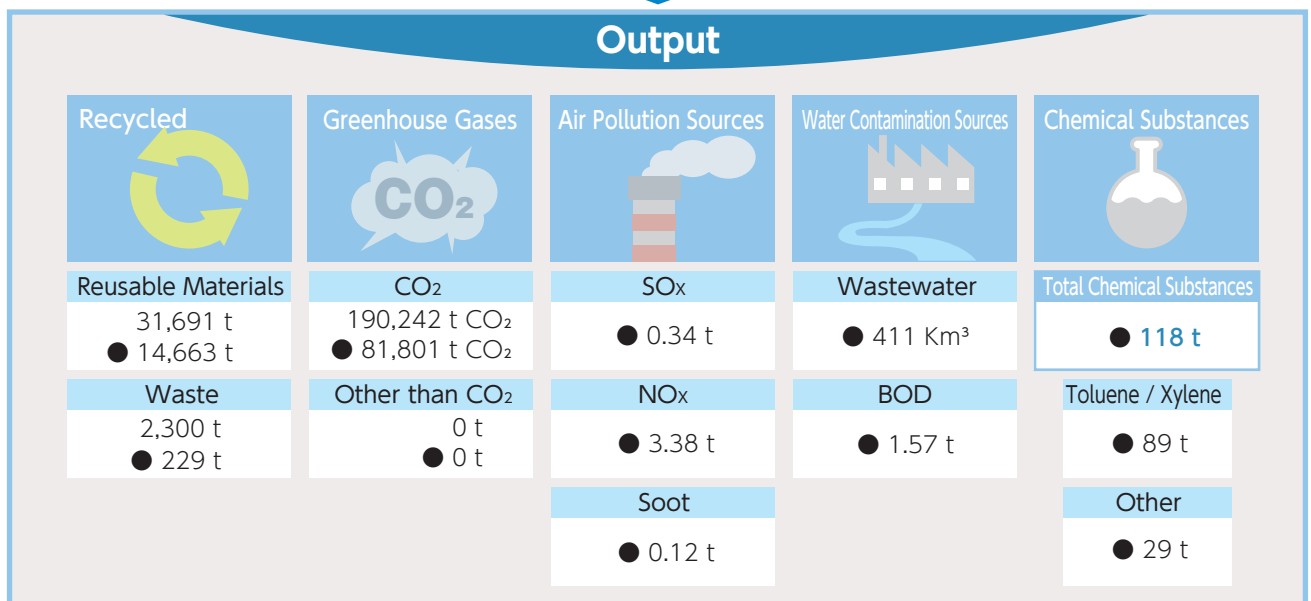 Output
Recycled
Reusable Materials
31,691 t
● 14,663 t
Waste
2,300 t
● 229 t
Greenhouse Gases
CO₂
CO₂
190,242 t CO₂
● 81,801 t CO₂
Other than CO₂
0 t
● 0 t
Air Pollution Sources
SOx
● 0.34 t
NOx
● 3.38 t
Soot
● 0.12 t
Water Contamination Sources
Wastewater
● 411 Km³
BOD
● 1.57 t
Chemical Substances
Total Chemical Substances
● 118 t
Toluene / Xylene
● 89 t
Other
● 29 t